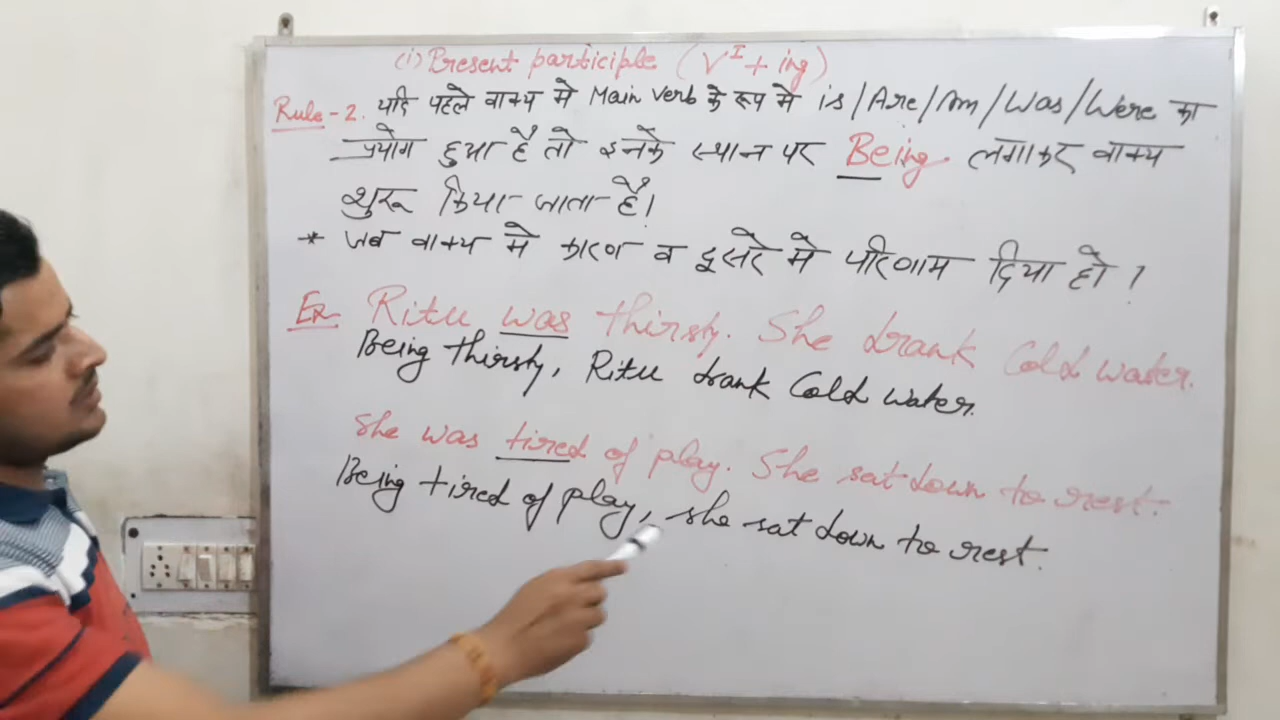 (i) Present participle (V^I + ing)
Rule-2. यदि पहले वाक्य मे Main Verb के रूप मे is/Are/Am/Was/Were का
प्रयोग हुआ है तो इनके स्थान पर Being लगाकर वाक्य
शुरू किया जाता है।
* जब वाक्य मे कारण व दूसरे मे परिणाम दिया हो।
Ex Ritu was thirsty. She drank Cold water.
Being thirsty, Ritu drank Cold water.
She was tired of play. She sat down to rest.
Being tired of play, she sat down to rest.